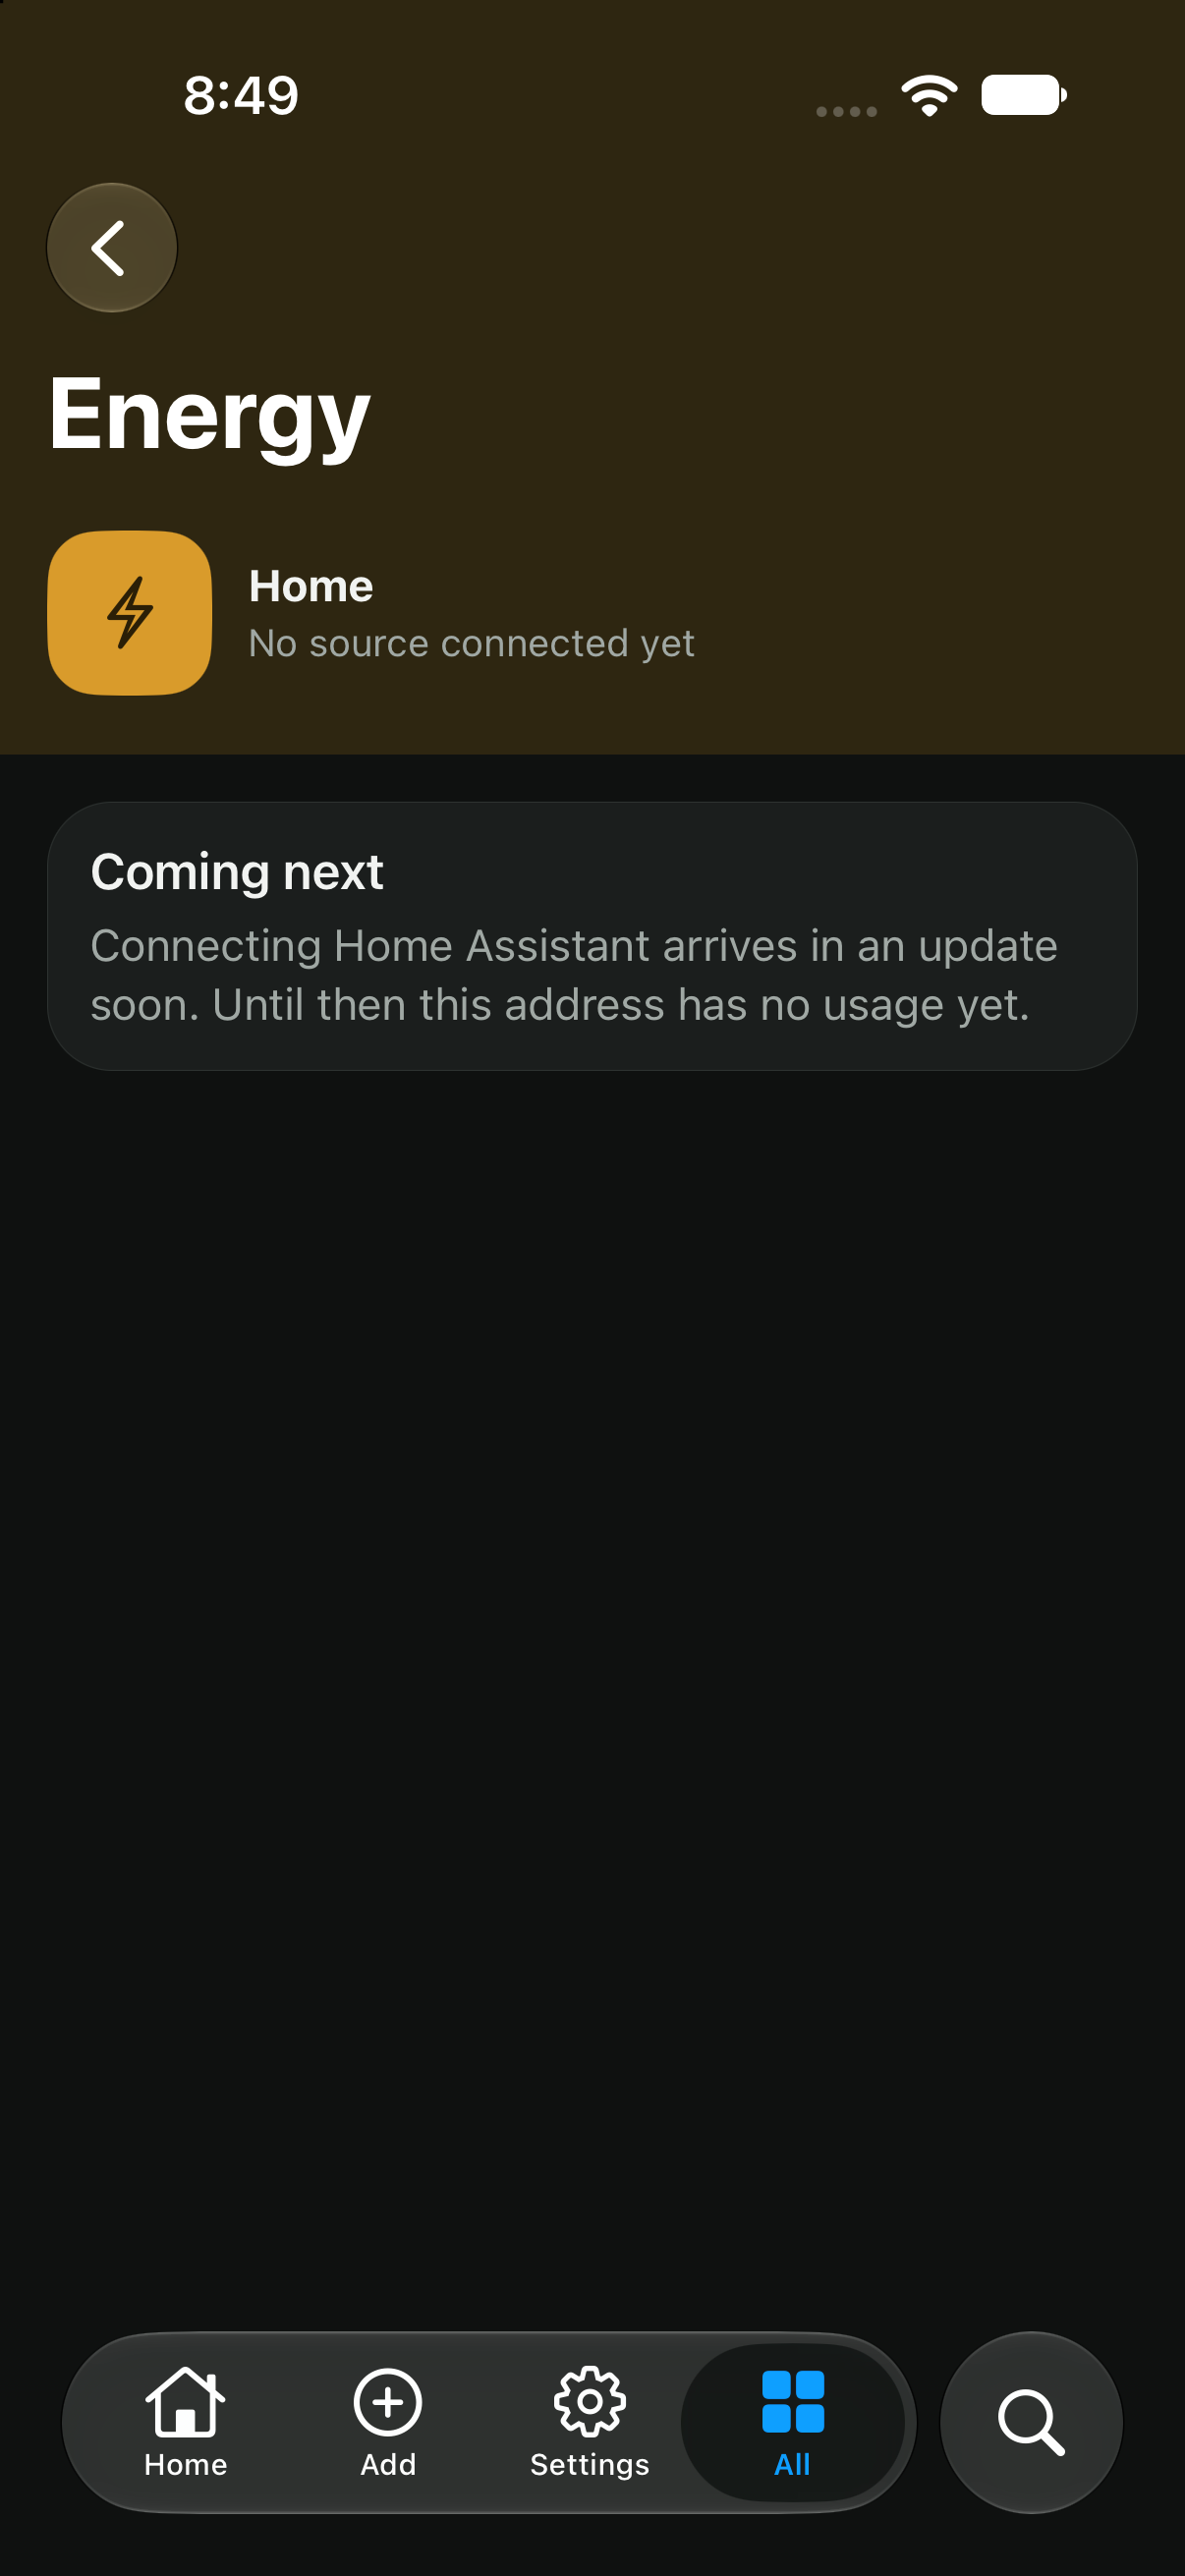 8:49
Energy
Home
No source connected yet
Coming next
Connecting Home Assistant arrives in an update
soon. Until then this address has no usage yet.
Home
Add
Settings
All